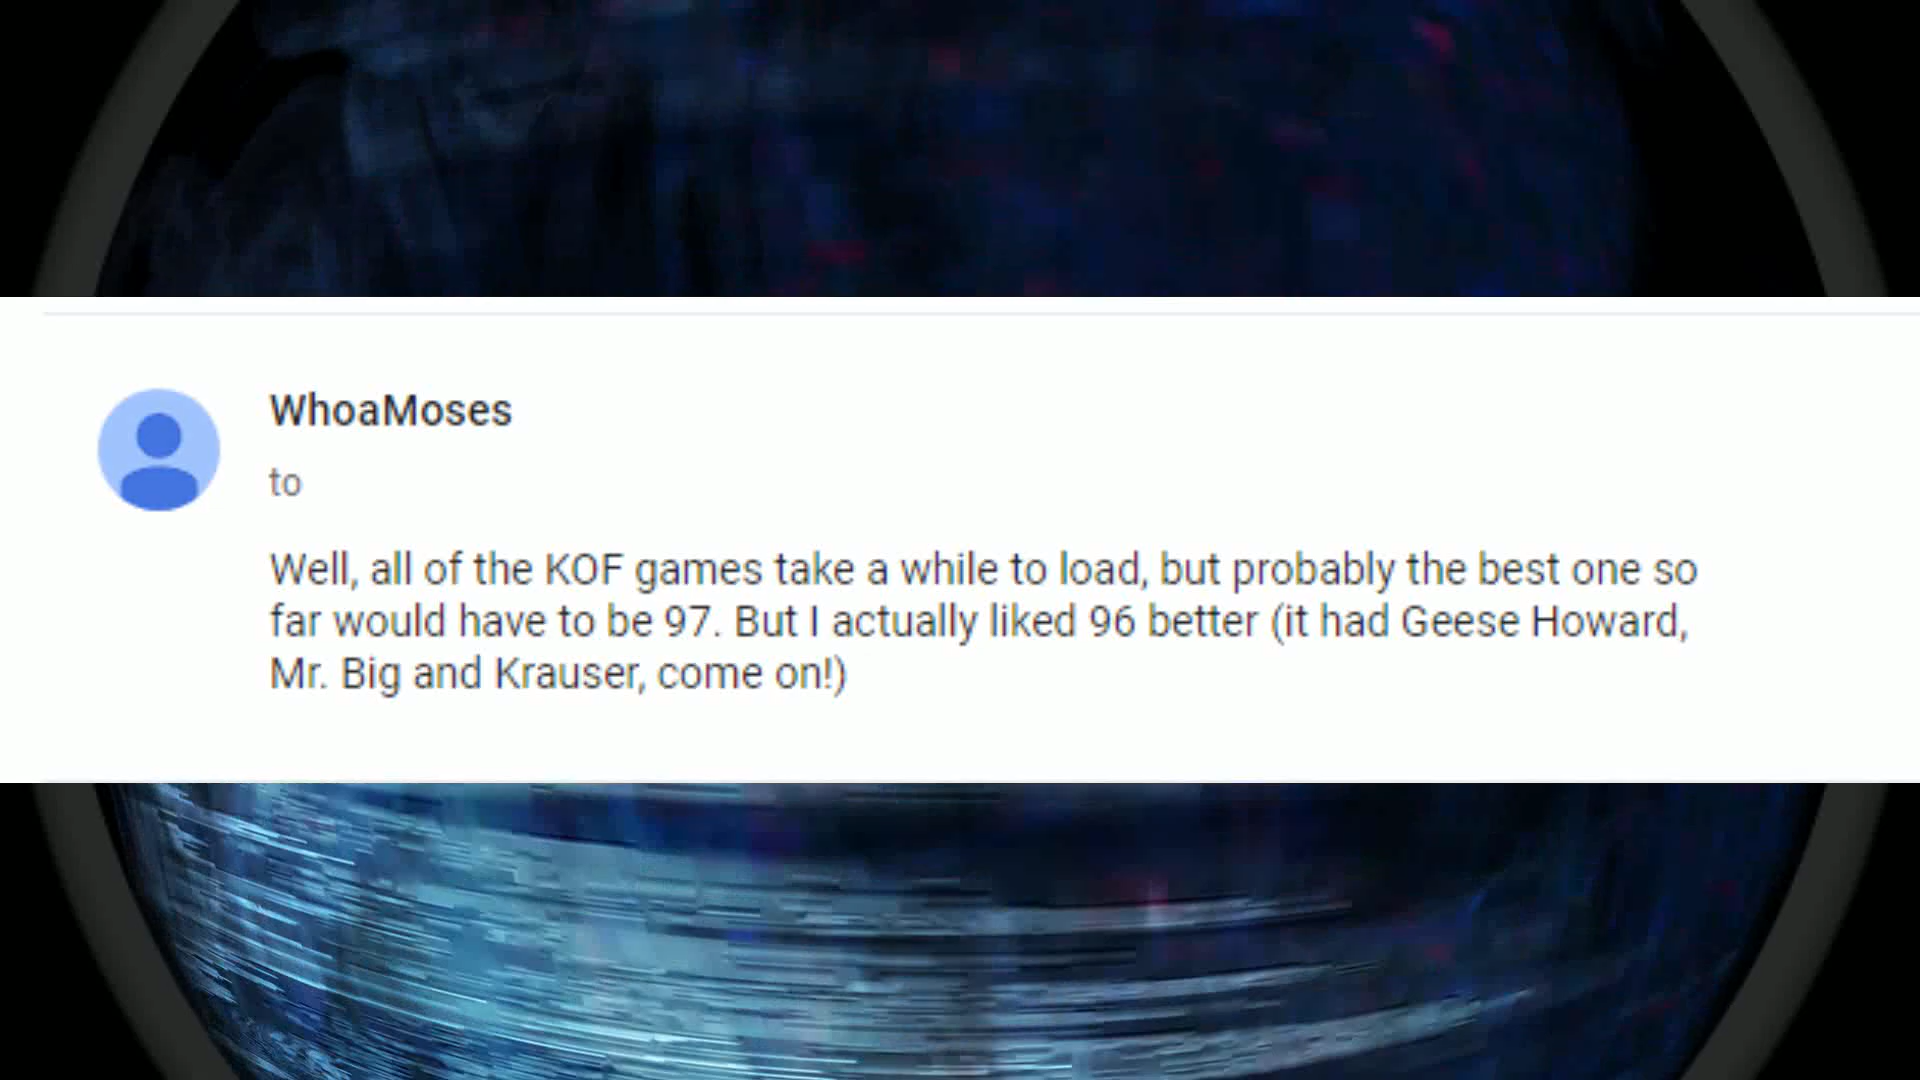 WhoaMoses
to
Well, all of the KOF games take a while to load, but probably the best one so
far would have to be 97. But I actually liked 96 better (it had Geese Howard,
Mr. Big and Krauser, come on!)